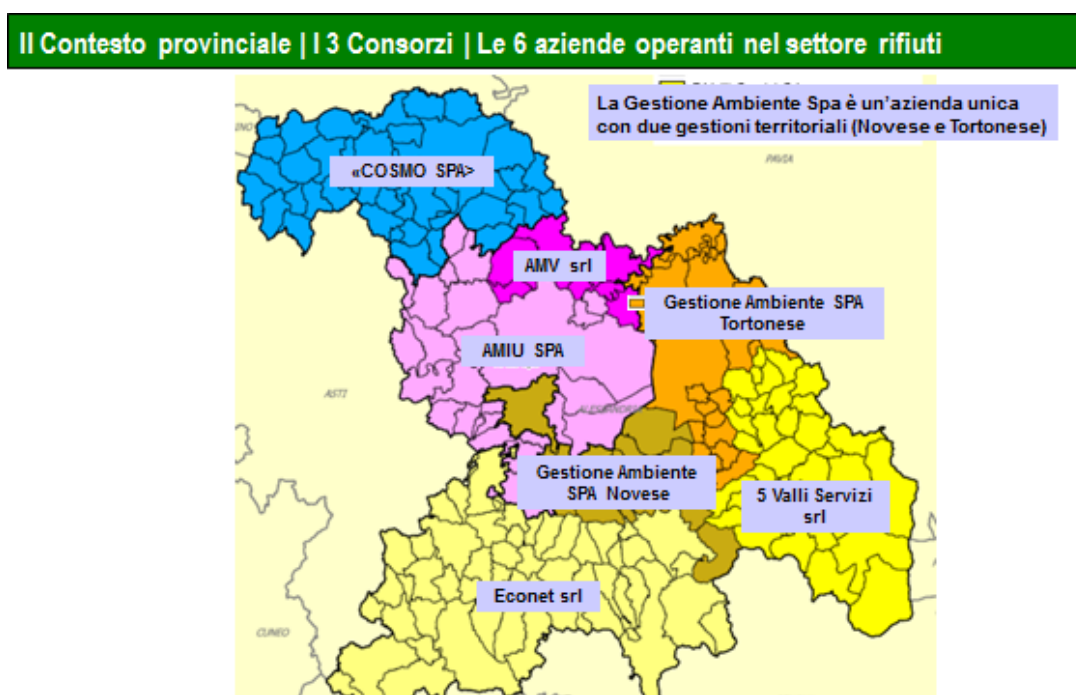 Il Contesto provinciale | I 3 Consorzi | Le 6 aziende operanti nel settore rifiuti
La Gestione Ambiente Spa è un'azienda unica
con due gestioni territoriali (Novese e Tortonese)
PAVIA
«COSMO SPA>
AMV srl
Gestione Ambiente SPA
Tortonese
AMIU SPA
ASTI
ALESSANDRIA
Gestione Ambiente
SPA Novese
5 Valli Servizi
srl
Econet srl
CUNEO